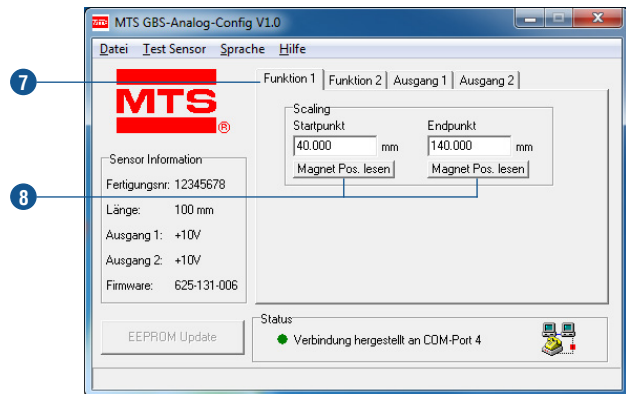 MTS GBS-Analog-Config V1.0
Datei Test Sensor Sprache Hilfe
7
Funktion 1 Funktion 2 Ausgang 1 Ausgang 2
MTS
®
Scaling
Startpunkt Endpunkt
40.000 mm 140.000 mm
Magnet Pos. lesen Magnet Pos. lesen
8
Sensor Information
Fertigungsnr: 12345678
Länge: 100 mm
Ausgang 1: +10V
Ausgang 2: +10V
Firmware: 625-131-006
EEPROM Update
Status
Verbindung hergestellt an COM-Port 4